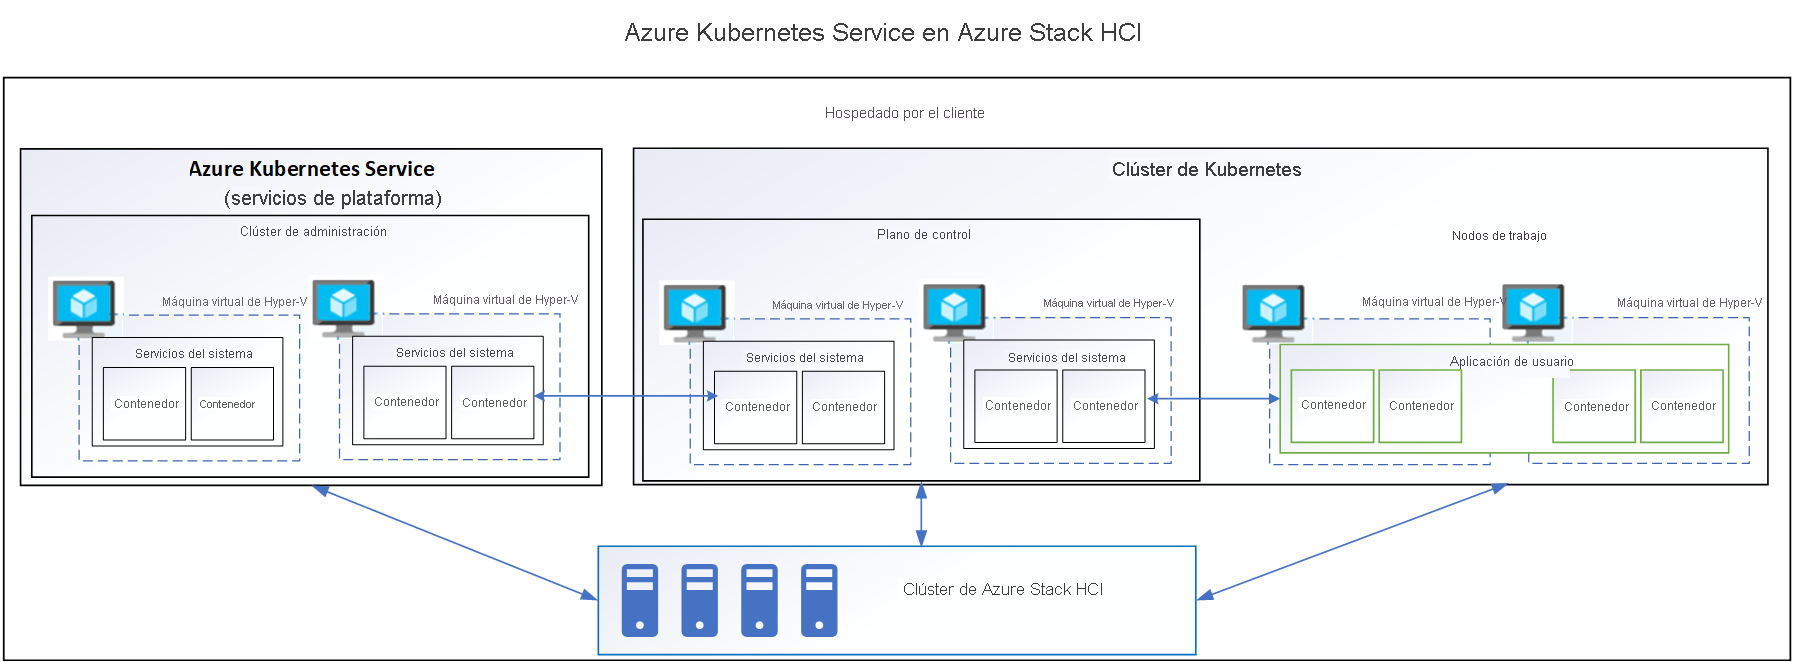 Azure Kubernetes Service en Azure Stack HCI
Hospedado por el cliente
Azure Kubernetes Service
(servicios de plataforma)
Clúster de administración
Máquina virtual de Hyper-V
Servicios del sistema
Contenedor
Contenedor
Máquina virtual de Hyper-V
Servicios del sistema
Contenedor
Contenedor
Clúster de Kubernetes
Plano de control
Máquina virtual de Hyper-V
Servicios del sistema
Contenedor
Contenedor
Máquina virtual de Hyper-V
Servicios del sistema
Contenedor
Contenedor
Nodos de trabajo
Máquina virtual de Hyper-V
Máquina virtual de Hyper-V
Aplicación de usuario
Contenedor
Contenedor
Contenedor
Contenedor
Clúster de Azure Stack HCI